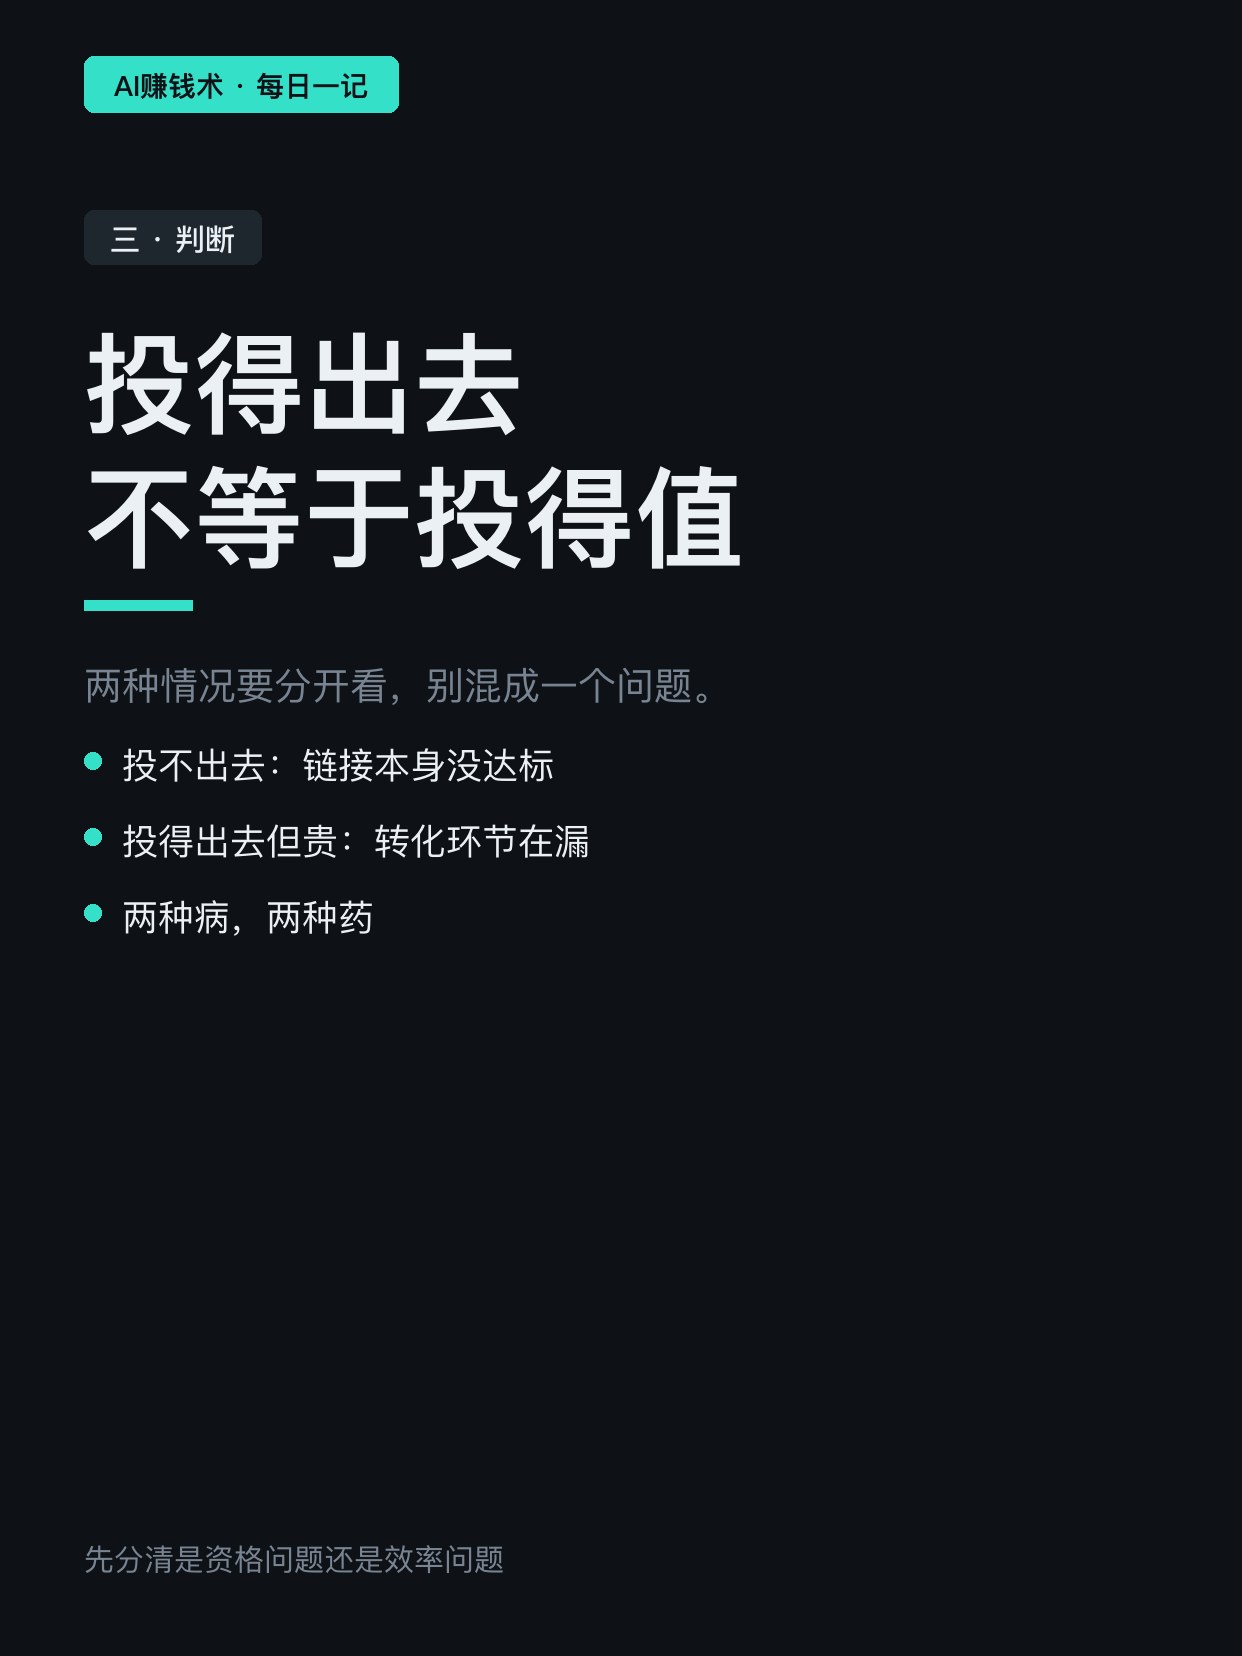 AI赚钱术 · 每日一记
三 · 判断
投得出去
不等于投得值
两种情况要分开看，别混成一个问题。
投不出去：链接本身没达标
投得出去但贵：转化环节在漏
两种病，两种药
先分清是资格问题还是效率问题